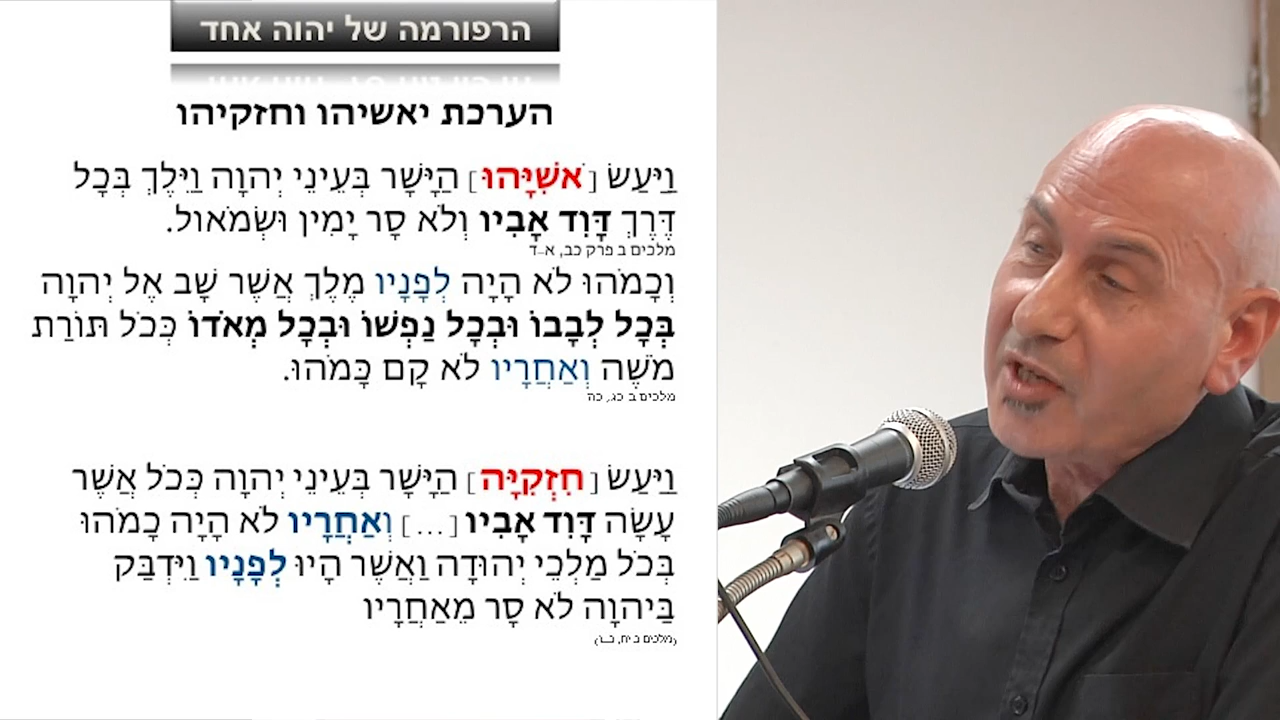 הרפורמה של יהוה אחד
הערכת יאשיהו וחזקיהו
וַיַּעַשׂ [אשִׁיָּהוּ] הַיָּשָׁר בְּעֵינֵי יְהוָה וַיֵּלֶךְ בְּכָל
דֶּרֶךְ דָּוִד אָבִיו וְלֹא סָר יָמִין וּשְׂמֹאול.
מלכים ב פרק כב, א–ד
וְכָמֹהוּ לֹא הָיָה לְפָנָיו מֶלֶךְ אֲשֶׁר שָׁב אֶל יְהוָה
בְּכָל לְבָבוֹ וּבְכָל נַפְשׁוֹ וּבְכָל מְאֹדוֹ כְּכֹל תּוֹרַת
מֹשֶׁה וְאַחֲרָיו לֹא קָם כָּמֹהוּ.
מלכים ב כג, כה
וַיַּעַשׂ [חִזְקִיָּה] הַיָּשָׁר בְּעֵינֵי יְהוָה כְּכֹל אֲשֶׁר
עָשָׂה דָּוִד אָבִיו [...] וְאַחֲרָיו לֹא הָיָה כָמֹהוּ
בְּכֹל מַלְכֵי יְהוּדָה וַאֲשֶׁר הָיוּ לְפָנָיו וַיִּדְבַּק
בַּיהוָה לֹא סָר מֵאַחֲרָיו